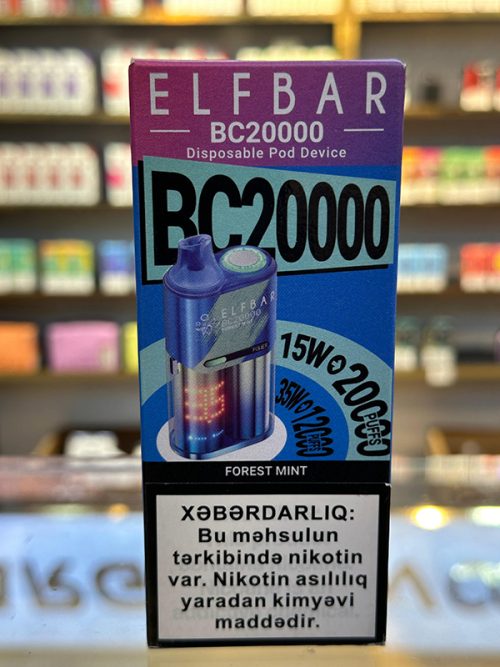 ELFBAR
BC20000
Disposable Pod Device
BC20000
ELFBAR
BC20000
15W
20000
PUFFS
35W
12000
PUFFS
FOREST MINT
XƏBƏRDARLIQ:
Bu məhsulun
tərkibində nikotin
var. Nikotin asılılıq
yaradan kimyəvi
maddədir.